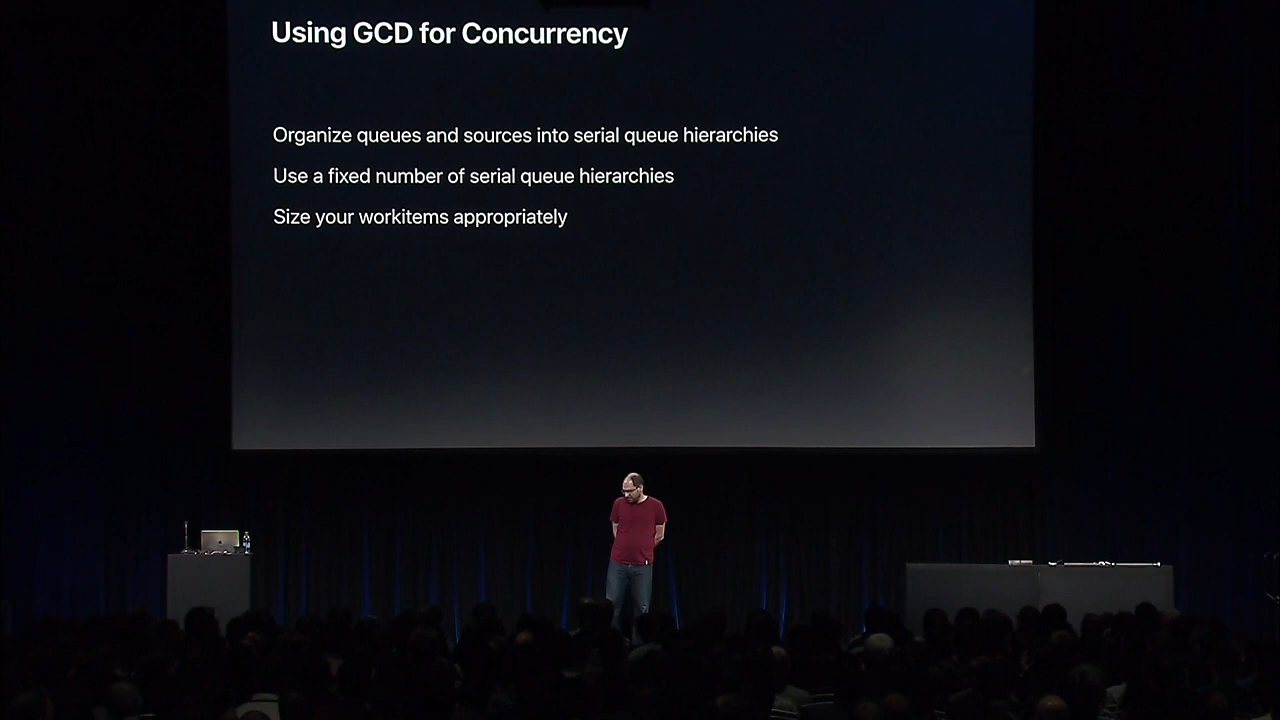 Using GCD for Concurrency
Organize queues and sources into serial queue hierarchies
Use a fixed number of serial queue hierarchies
Size your workitems appropriately